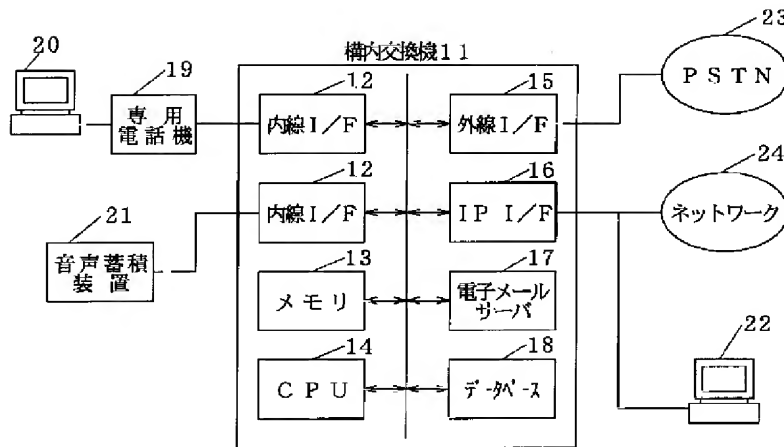 構内交換機11
20
19
専用
電話機
12
内線I/F
15
外線I/F
23
PSTN
12
内線I/F
16
IP I/F
24
ネットワーク
21
音声蓄積
装置
13
メモリ
17
電子メール
サーバ
22
14
CPU
18
データベース